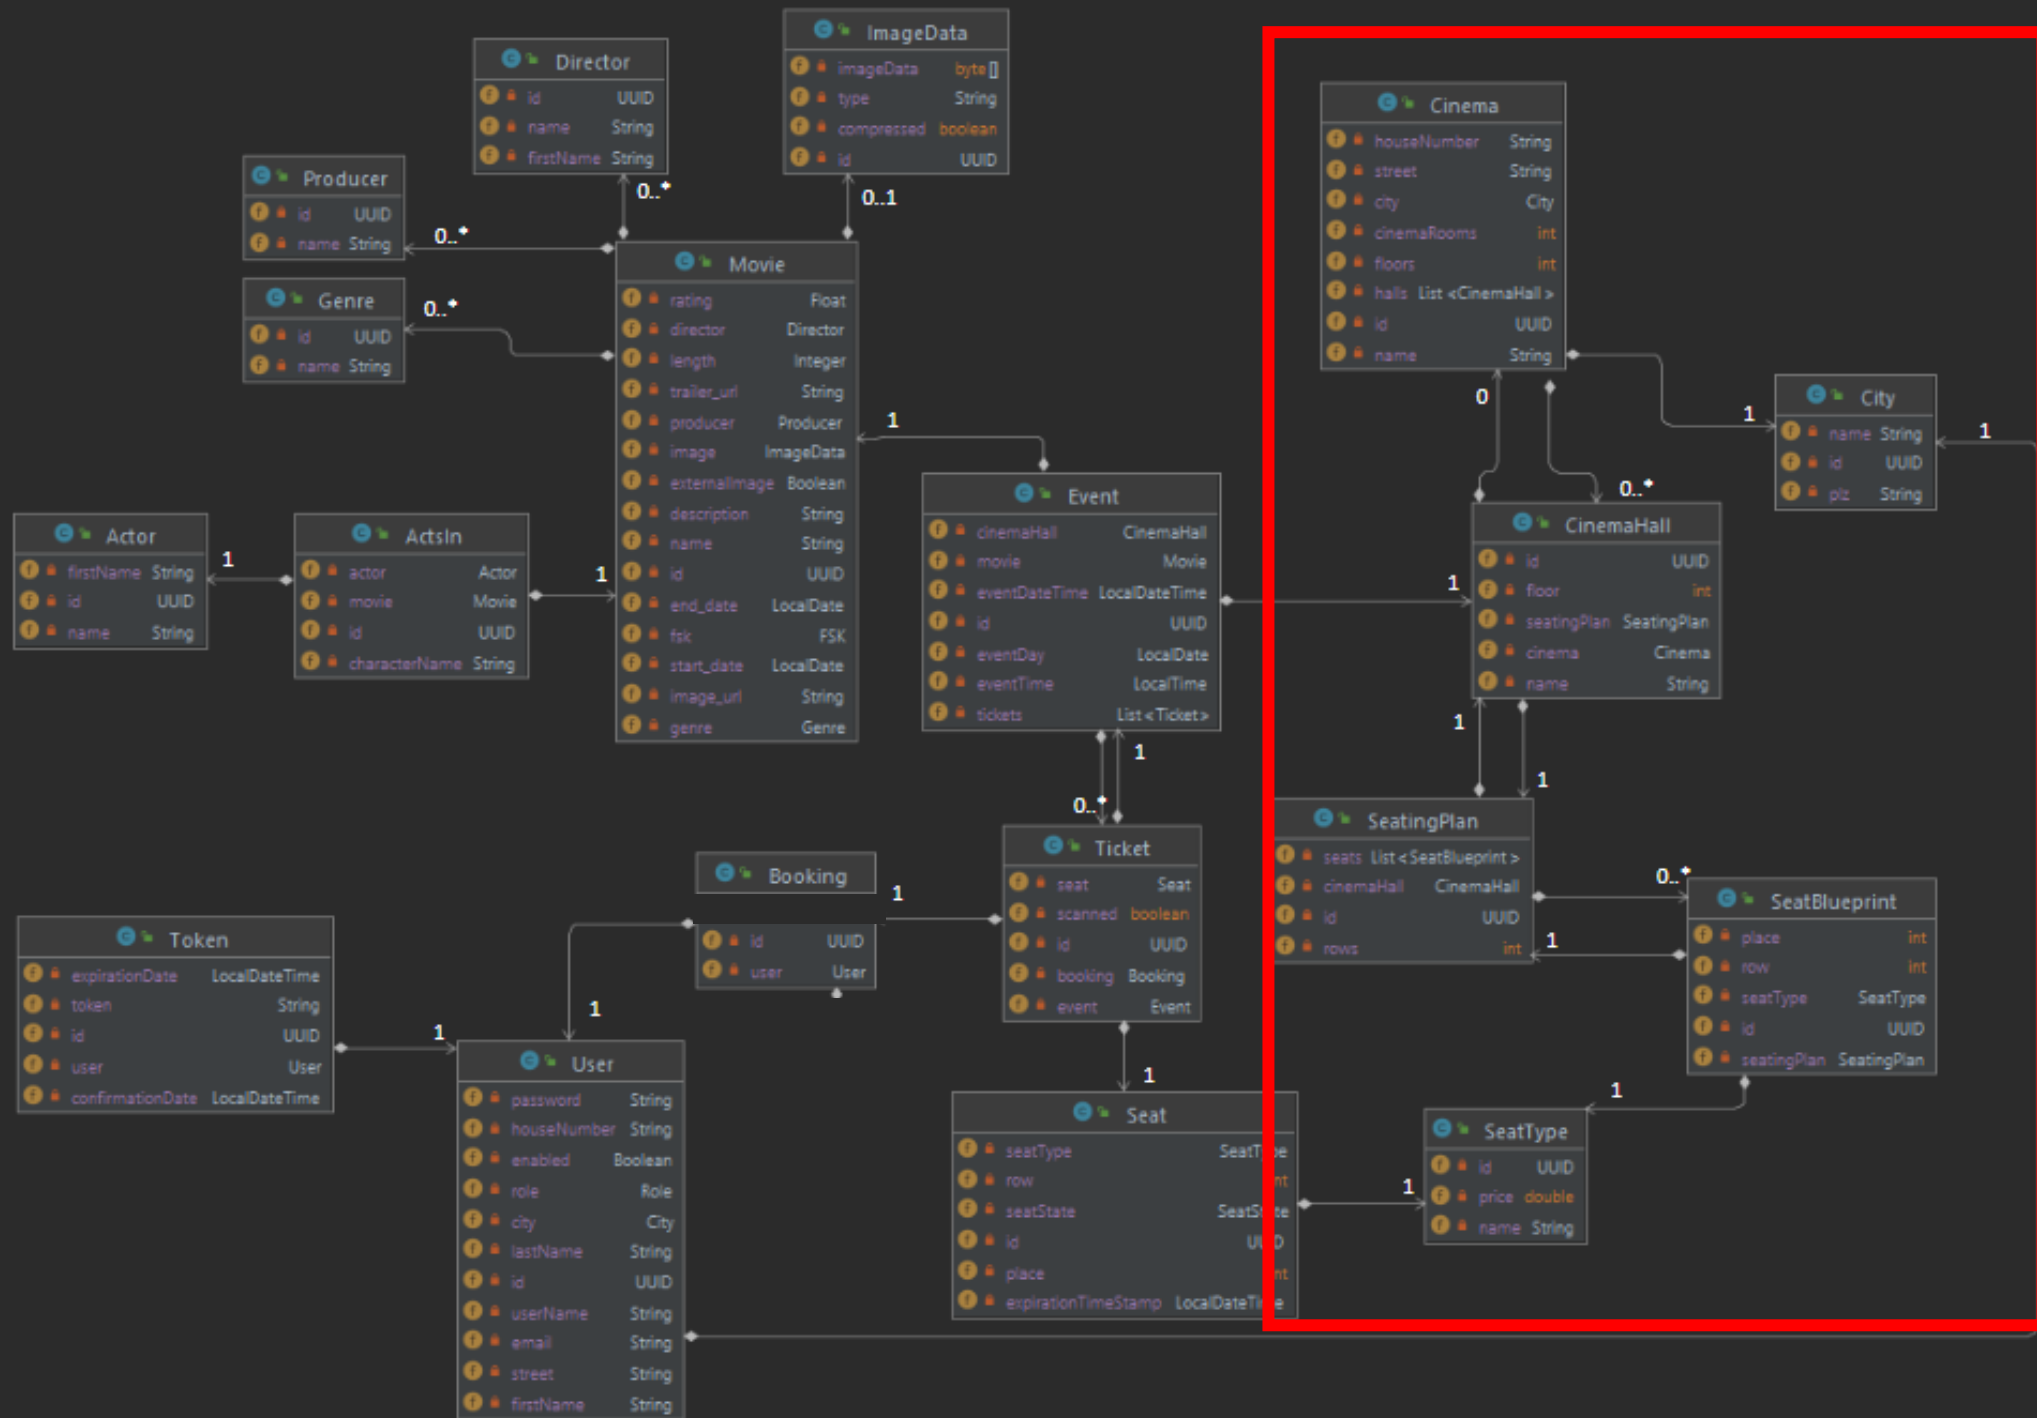 Director
id UUID
name String
firstName String
0..*
ImageData
imageData byte[]
type String
compressed boolean
id UUID
0..1
Producer
id UUID
name String
0..*
Genre
id UUID
name String
0..*
Movie
rating Float
director Director
length Integer
trailer_url String
producer Producer
image ImageData
externalImage Boolean
description String
name String
id UUID
end_date LocalDate
fsk FSK
start_date LocalDate
image_url String
genre Genre
1
Actor
firstName String
id UUID
name String
1
ActsIn
actor Actor
movie Movie
id UUID
characterName String
1
Event
cinemaHall CinemaHall
movie Movie
eventDateTime LocalDateTime
id UUID
eventDay LocalDate
eventTime LocalTime
tickets List<Ticket>
1
1
0..*
Cinema
houseNumber String
street String
city City
cinemaRooms int
floors int
halls List <CinemaHall >
id UUID
name String
0
0..*
1
City
name String
id UUID
plz String
1
CinemaHall
id UUID
floor int
seatingPlan SeatingPlan
cinema Cinema
name String
1
1
SeatingPlan
seats List<SeatBlueprint>
cinemaHall CinemaHall
id UUID
rows int
0..*
1
SeatBlueprint
place int
row int
seatType SeatType
id UUID
seatingPlan SeatingPlan
1
Booking
id UUID
user User
1
Ticket
seat Seat
scanned boolean
id UUID
booking Booking
event Event
1
Token
expirationDate LocalDateTime
token String
id UUID
user User
confirmationDate LocalDateTime
1
1
User
password String
houseNumber String
enabled Boolean
role Role
city City
lastName String
id UUID
userName String
email String
street String
firstName String
Seat
seatType SeatType
row int
seatState SeatState
id UUID
place int
expirationTimeStamp LocalDateTime
1
SeatType
id UUID
price double
name String